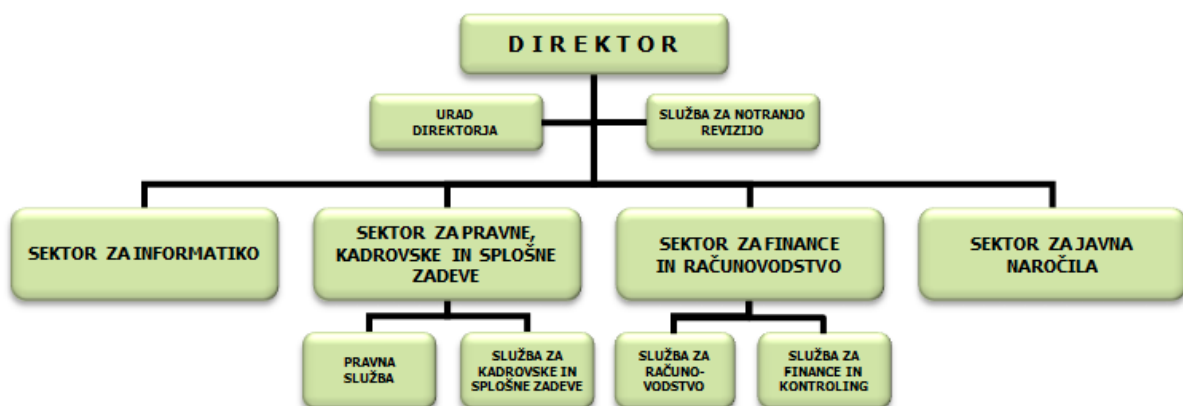 DIREKTOR
URAD
DIREKTORJA
SLUŽBA ZA NOTRANJO
REVIZIJO
SEKTOR ZA INFORMATIKO
SEKTOR ZA PRAVNE,
KADROVSKE IN SPLOŠNE
ZADEVE
SEKTOR ZA FINANCE
IN RAČUNOVODSTVO
SEKTOR ZA JAVNA
NAROČILA
PRAVNA
SLUŽBA
SLUŽBA ZA
KADROVSKE IN
SPLOŠNE ZADEVE
SLUŽBA ZA
RAČUNO-
VODSTVO
SLUŽBA ZA
FINANCE IN
KONTROLING